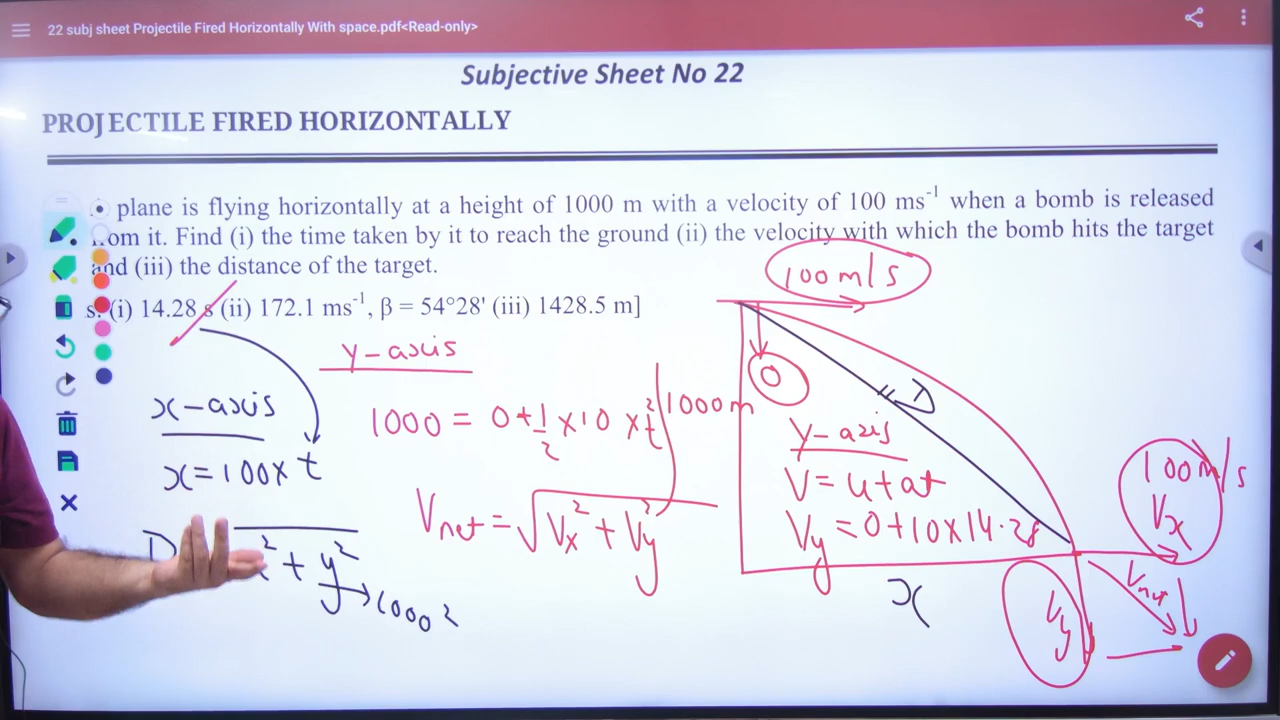 22 subj sheet Projectile Fired Horizontally With space.pdf<Read-only>
Subjective Sheet No 22
PROJECTILE FIRED HORIZONTALLY
plane is flying horizontally at a height of 1000 m with a velocity of 100 ms⁻¹ when a bomb is released
om it. Find (i) the time taken by it to reach the ground (ii) the velocity with which the bomb hits the target
and (iii) the distance of the target.
s. (i) 14.28 s (ii) 172.1 ms⁻¹, β = 54°28' (iii) 1428.5 m]
100 m/s
0
y-axis
1000 = 0+1/2 ×10 × t²
1000 m
x-axis
x = 100 × t
D
x² + y²
→ 1000²
Vnet = √Vx² + Vy²
D
y-axis
V = u+at
Vy = 0+10×14.28
x
100 m/s
Vx
Vy
Vnet